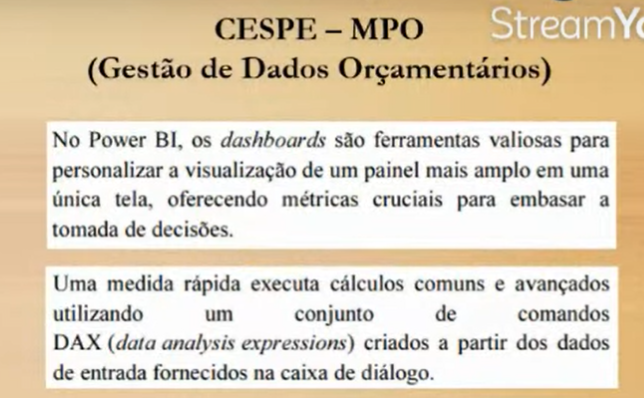 CESPE – MPO
StreamY
(Gestão de Dados Orçamentários)
No Power BI, os dashboards são ferramentas valiosas para
personalizar a visualização de um painel mais amplo em uma
única tela, oferecendo métricas cruciais para embasar a
tomada de decisões.
Uma medida rápida executa cálculos comuns e avançados
utilizando um conjunto de comandos
DAX (data analysis expressions) criados a partir dos dados
de entrada fornecidos na caixa de diálogo.